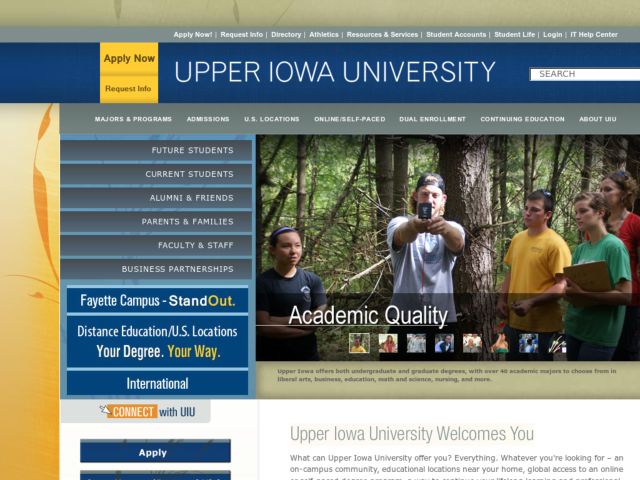 Apply Now! | Request Info | Directory | Athletics | Resources & Services | Student Accounts | Student Life | Login | IT Help Center
Apply Now
Request Info
UPPER IOWA UNIVERSITY
SEARCH
MAJORS & PROGRAMS ADMISSIONS U.S. LOCATIONS ONLINE/SELF-PACED DUAL ENROLLMENT CONTINUING EDUCATION ABOUT UIU
FUTURE STUDENTS
CURRENT STUDENTS
ALUMNI & FRIENDS
PARENTS & FAMILIES
FACULTY & STAFF
BUSINESS PARTNERSHIPS
Fayette Campus - StandOut.
Distance Education/U.S. Locations
Your Degree. Your Way.
International
CONNECT with UIU
Apply
Academic Quality
Upper Iowa offers both undergraduate and graduate degrees, with over 40 academic majors to choose from in
liberal arts, business, education, math and science, nursing, and more.
Upper Iowa University Welcomes You
What can Upper Iowa University offer you? Everything. Whatever you're looking for – an
on-campus community, educational locations near your home, global access to an online